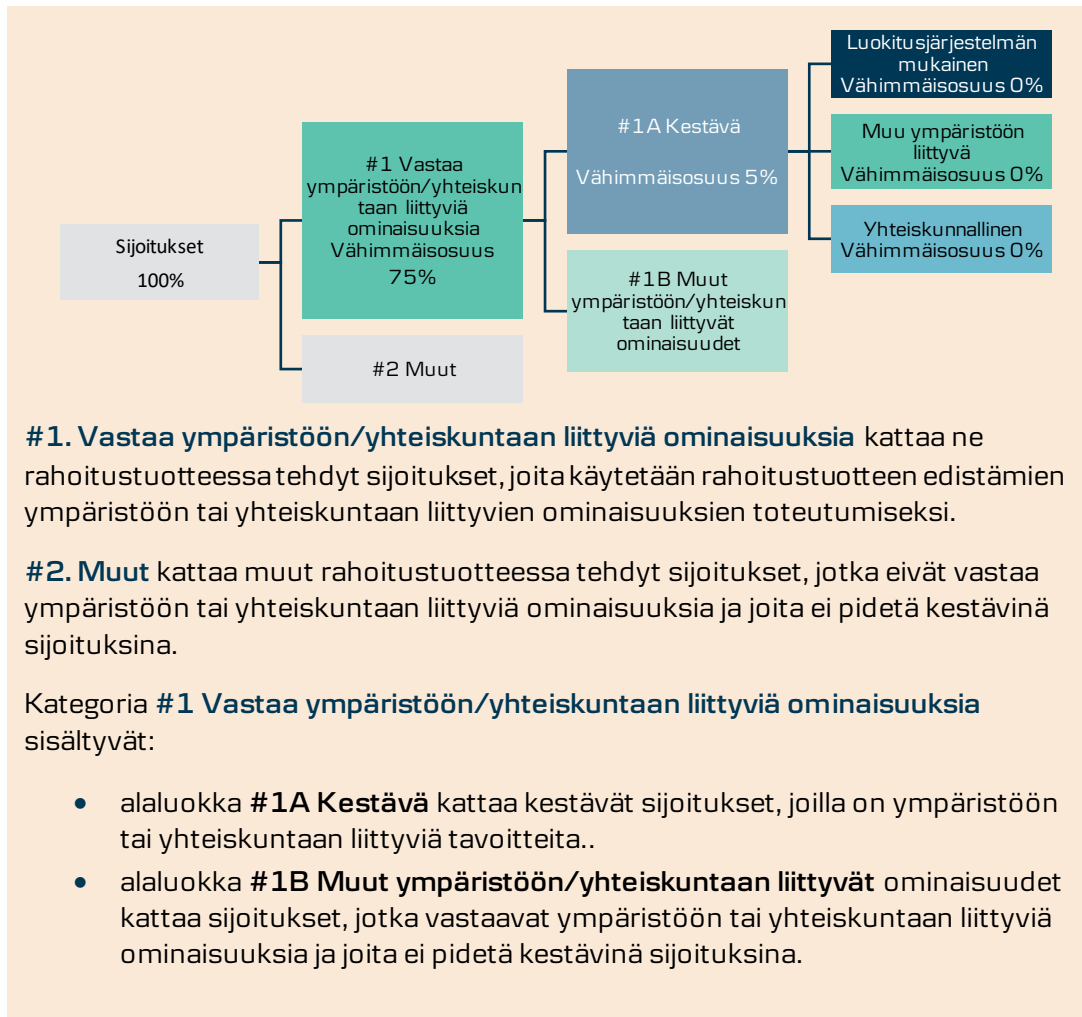 Sijoitukset
100%
#1 Vastaa
ympäristöön/yhteiskun
taan liittyviä
ominaisuuksia
Vähimmäisosuus
75%
#2 Muut
#1A Kestävä
Vähimmäisosuus 5%
#1B Muut
ympäristöön/yhteiskun
taan liittyvät
ominaisuudet
Luokitusjärjestelmän
mukainen
Vähimmäisosuus 0%
Muu ympäristöön
liittyvä
Vähimmäisosuus 0%
Yhteiskunnallinen
Vähimmäisosuus 0%
#1. Vastaa ympäristöön/yhteiskuntaan liittyviä ominaisuuksia kattaa ne
rahoitustuotteessa tehdyt sijoitukset, joita käytetään rahoitustuotteen edistämien
ympäristöön tai yhteiskuntaan liittyvien ominaisuuksien toteutumiseksi.
#2. Muut kattaa muut rahoitustuotteessa tehdyt sijoitukset, jotka eivät vastaa
ympäristöön tai yhteiskuntaan liittyviä ominaisuuksia ja joita ei pidetä kestävinä
sijoituksina.
Kategoria #1 Vastaa ympäristöön/yhteiskuntaan liittyviä ominaisuuksia
sisältyvät:
• alaluokka #1A Kestävä kattaa kestävät sijoitukset, joilla on ympäristöön
tai yhteiskuntaan liittyviä tavoitteita..
• alaluokka #1B Muut ympäristöön/yhteiskuntaan liittyvät ominaisuudet
kattaa sijoitukset, jotka vastaavat ympäristöön tai yhteiskuntaan liittyviä
ominaisuuksia ja joita ei pidetä kestävinä sijoituksina.